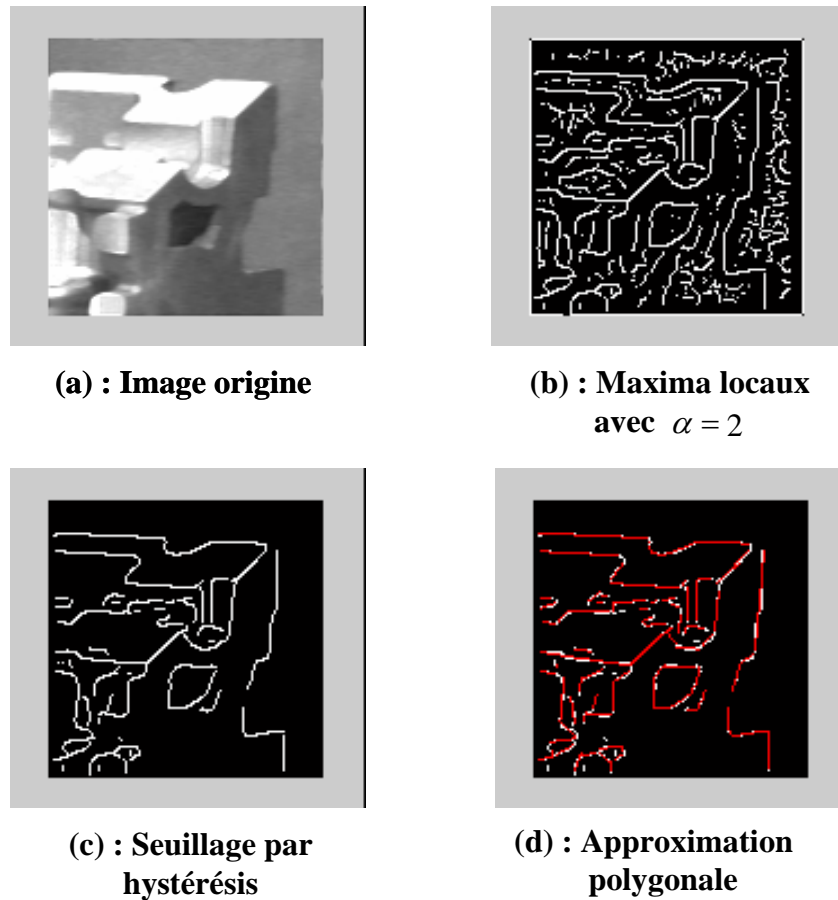 (a) : Image origine
(b) : Maxima locaux
avec α = 2
(c) : Seuillage par
hystérésis
(d) : Approximation
polygonale